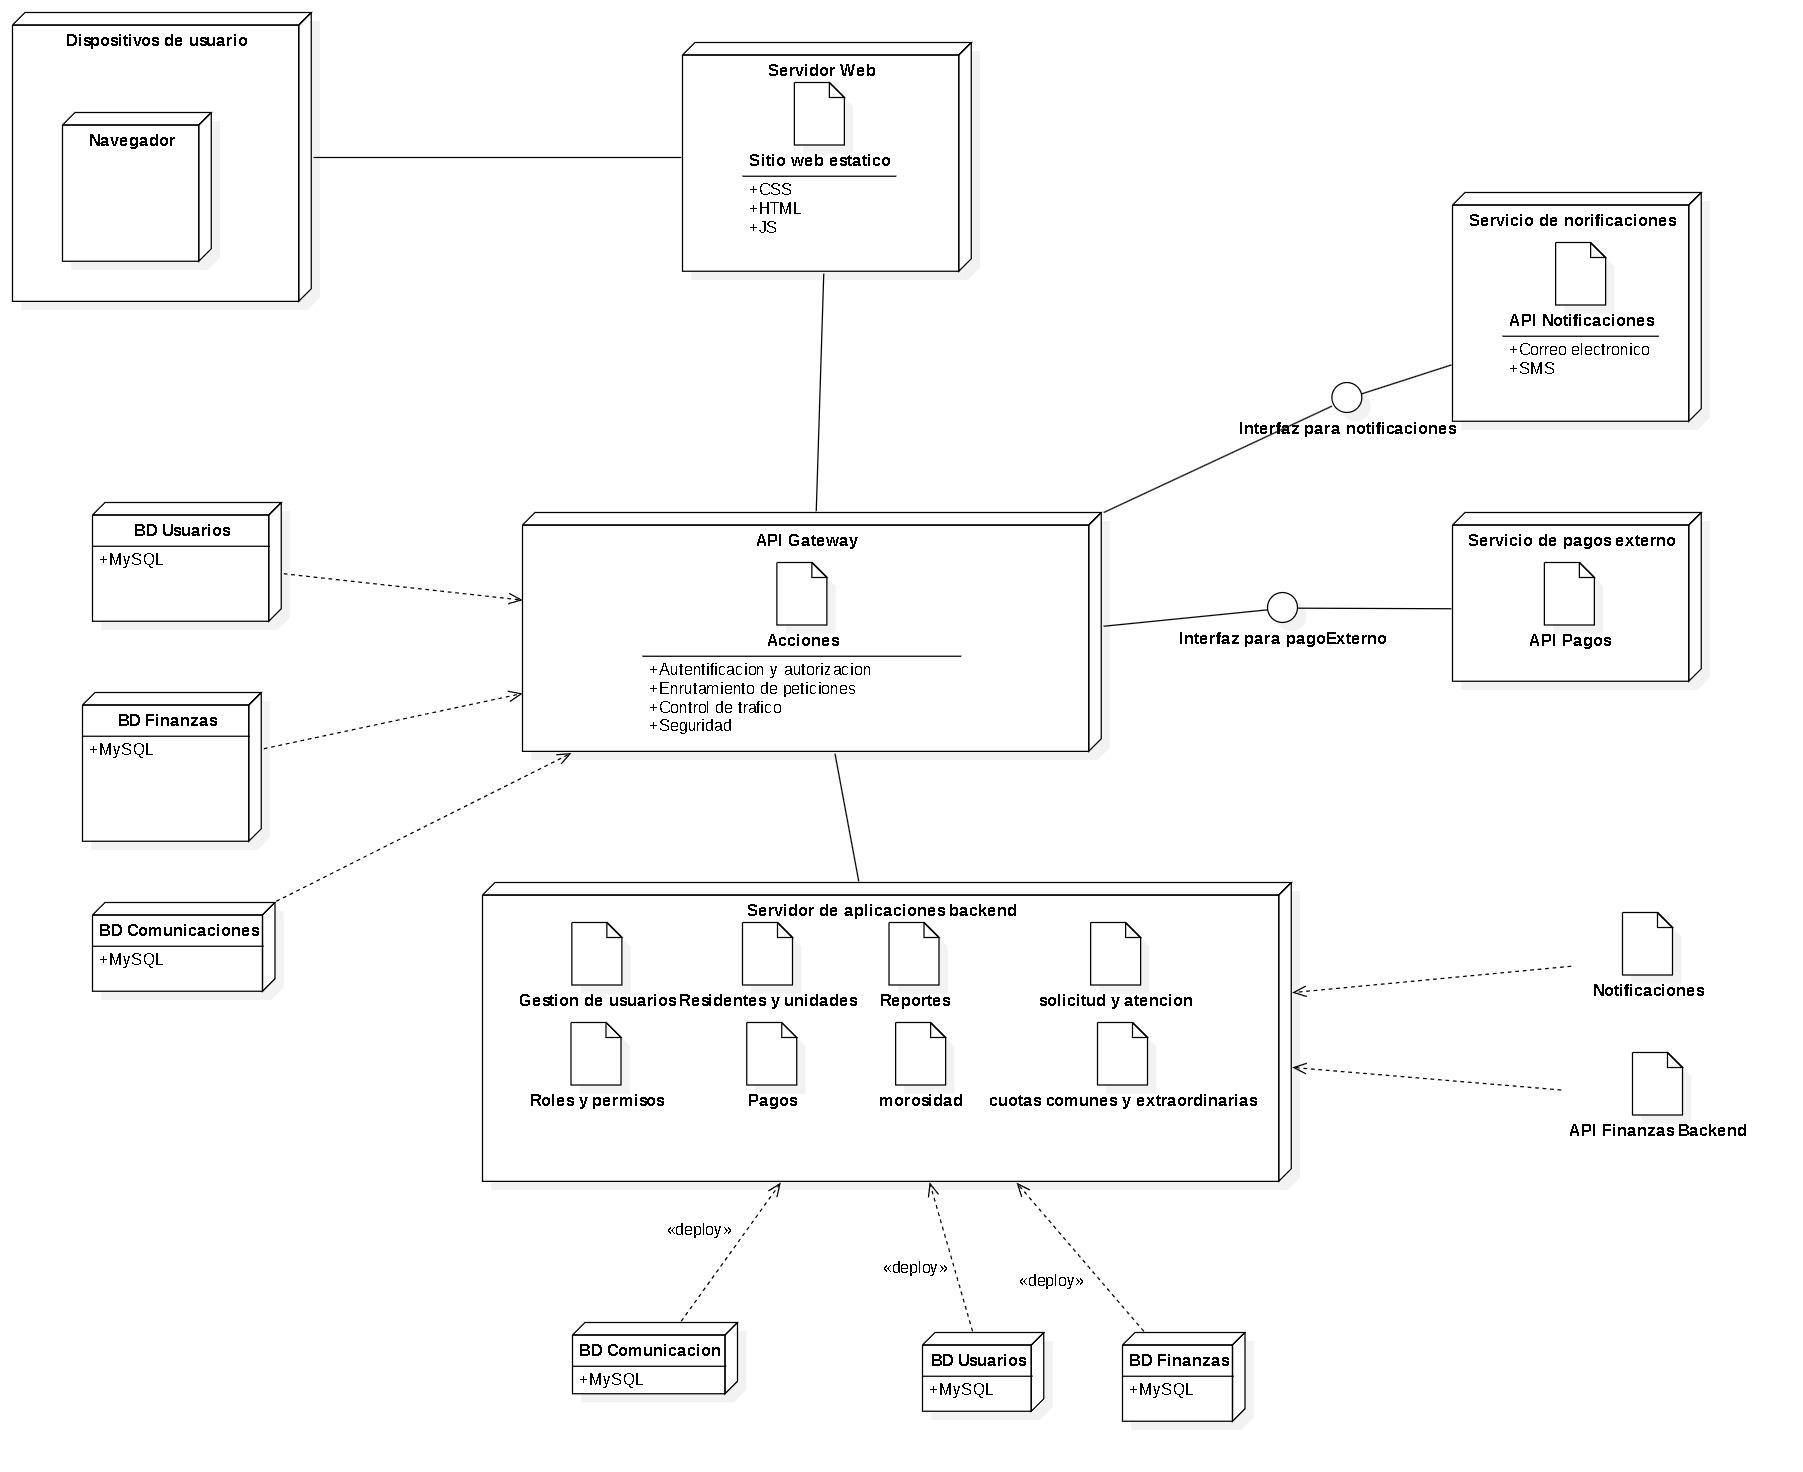 Dispositivos de usuario
Navegador
Servidor Web
Sitio web estatico
+CSS
+HTML
+JS
Servicio de norificaciones
API Notificaciones
+Correo electronico
+SMS
Interfaz para notificaciones
BD Usuarios
+MySQL
API Gateway
Acciones
+Autentificacion y autorizacion
+Enrutamiento de peticiones
+Control de trafico
+Seguridad
Servicio de pagos externo
API Pagos
Interfaz para pagoExterno
BD Finanzas
+MySQL
BD Comunicaciones
+MySQL
Servidor de aplicaciones backend
Gestion de usuarios Residentes y unidades Reportes solicitud y atencion
Roles y permisos Pagos morosidad cuotas comunes y extraordinarias
Notificaciones
API Finanzas Backend
«deploy»
«deploy»
«deploy»
BD Comunicacion
+MySQL
BD Usuarios
+MySQL
BD Finanzas
+MySQL